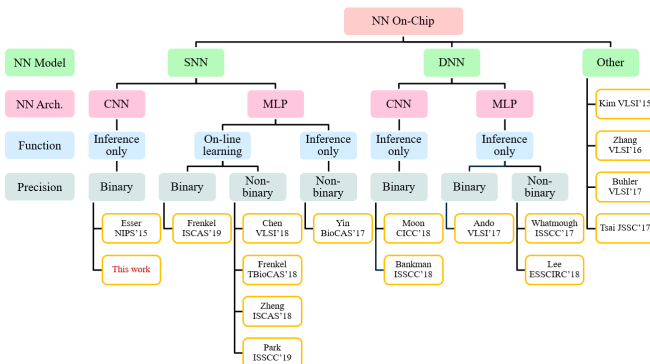 NN On-Chip
NN Model
SNN
DNN
Other
NN Arch.
CNN
MLP
CNN
MLP
Kim VLSI'15
Function
Inference
only
On-line
learning
Inference
only
Inference
only
Inference
only
Zhang
VLSI'16
Precision
Binary
Binary
Non-
binary
Non-
binary
Binary
Binary
Non-
binary
Buhler
VLSI'17
Esser
NIPS'15
Frenkel
ISCAS'19
Chen
VLSI'18
Yin
BioCAS'17
Moon
CICC'18
Ando
VLSI'17
Whatmough
ISSCC'17
Tsai JSSC'17
This work
Frenkel
TBioCAS'18
Bankman
ISSCC'18
Lee
ESSCIRC'18
Zheng
ISCAS'18
Park
ISSCC'19